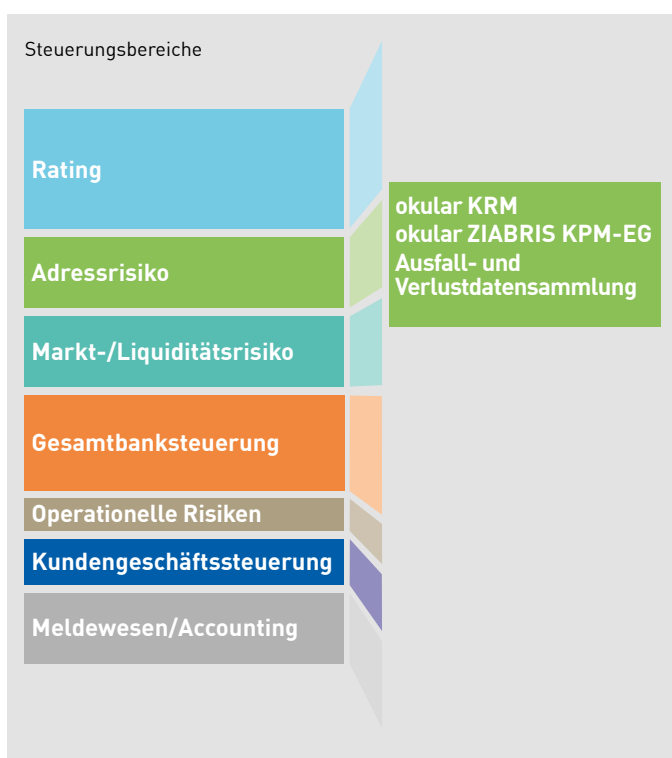 Steuerungsbereiche
Rating
Adressrisiko
Markt-/Liquiditätsrisiko
Gesamtbanksteuerung
Operationelle Risiken
Kundengeschäftssteuerung
Meldewesen/Accounting
okular KRM
okular ZIABRIS KPM-EG
Ausfall- und
Verlustdatensammlung